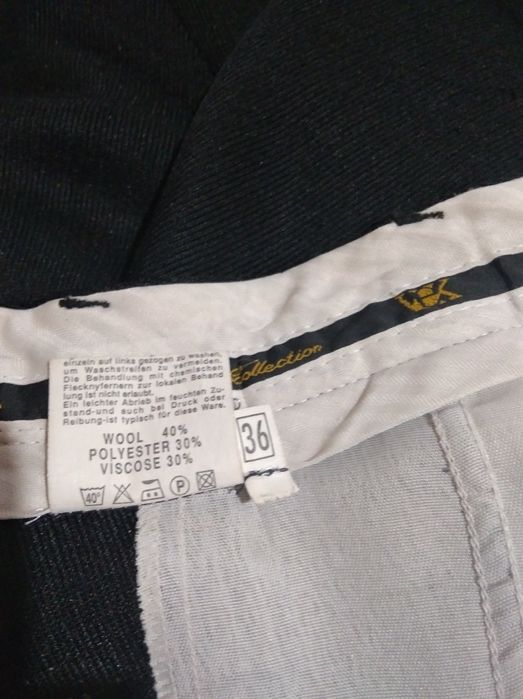 einzeln auf links gezogen zu waschen,
um Waschstreifen zu vermeiden.
Die Behandlung mit chemischen
Flecknyfernern zur lokalen Behand
lung ist nicht erlaubt.
Ein leichter Abrieb im feuchten Zu-
stand-und auch bei Druck oder
Reibung-ist typisch für diese Ware.
WOOL 40%
POLYESTER 30%
VISCOSE 30%
40° P
36
Collection